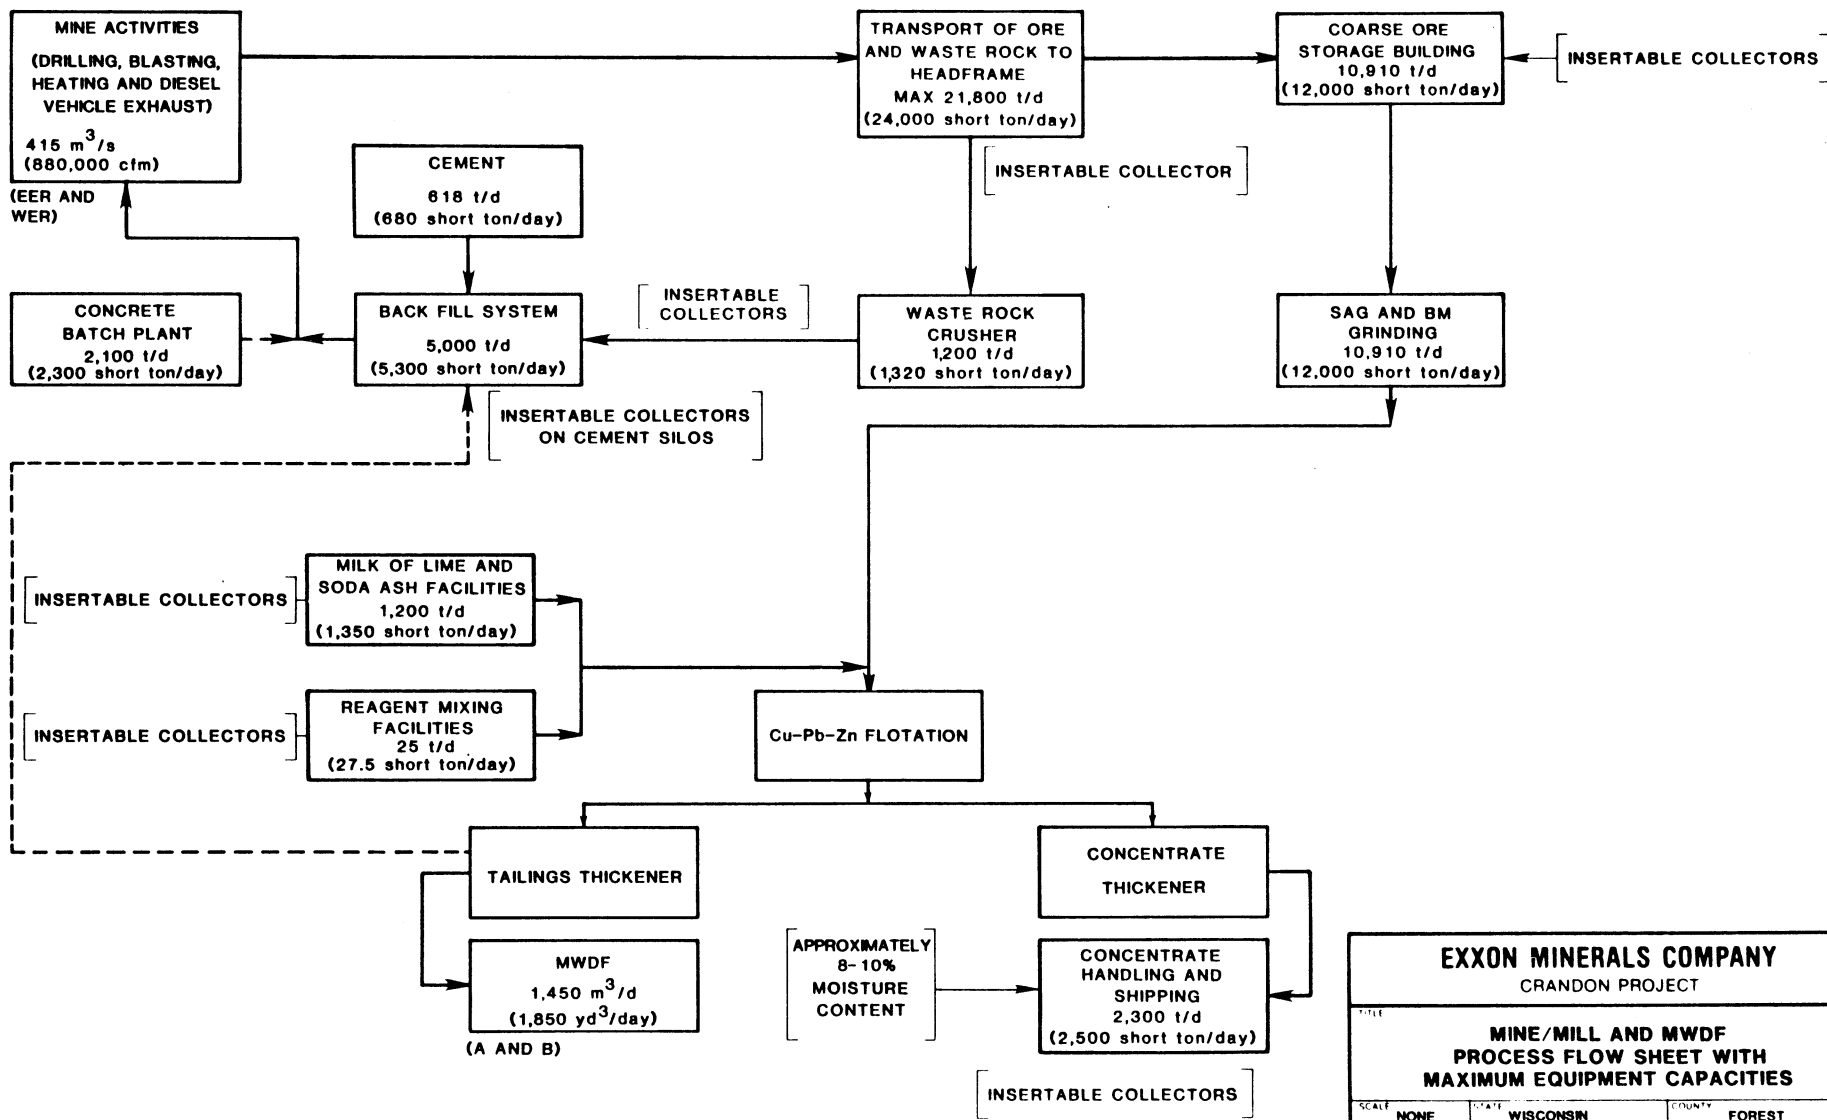 MINE ACTIVITIES
(DRILLING, BLASTING,
HEATING AND DIESEL
VEHICLE EXHAUST)
415 m³/s
(880,000 cfm)
(EER AND
WER)
TRANSPORT OF ORE
AND WASTE ROCK TO
HEADFRAME
MAX 21,800 t/d
(24,000 short ton/day)
COARSE ORE
STORAGE BUILDING
10,910 t/d
(12,000 short ton/day)
INSERTABLE COLLECTORS
CEMENT
618 t/d
(680 short ton/day)
INSERTABLE COLLECTOR
CONCRETE
BATCH PLANT
2,100 t/d
(2,300 short ton/day)
BACK FILL SYSTEM
5,000 t/d
(5,300 short ton/day)
INSERTABLE
COLLECTORS
WASTE ROCK
CRUSHER
1,200 t/d
(1,320 short ton/day)
SAG AND BM
GRINDING
10,910 t/d
(12,000 short ton/day)
INSERTABLE COLLECTORS
ON CEMENT SILOS
INSERTABLE COLLECTORS
MILK OF LIME AND
SODA ASH FACILITIES
1,200 t/d
(1,350 short ton/day)
INSERTABLE COLLECTORS
REAGENT MIXING
FACILITIES
25 t/d
(27.5 short ton/day)
Cu-Pb-Zn FLOTATION
TAILINGS THICKENER
CONCENTRATE
THICKENER
MWDF
1,450 m³/d
(1,850 yd³/day)
(A AND B)
APPROXIMATELY
8-10%
MOISTURE
CONTENT
CONCENTRATE
HANDLING AND
SHIPPING
2,300 t/d
(2,500 short ton/day)
INSERTABLE COLLECTORS
EXXON MINERALS COMPANY
CRANDON PROJECT
TITLE
MINE/MILL AND MWDF
PROCESS FLOW SHEET WITH
MAXIMUM EQUIPMENT CAPACITIES
SCALE NONE STATE WISCONSIN COUNTY FOREST